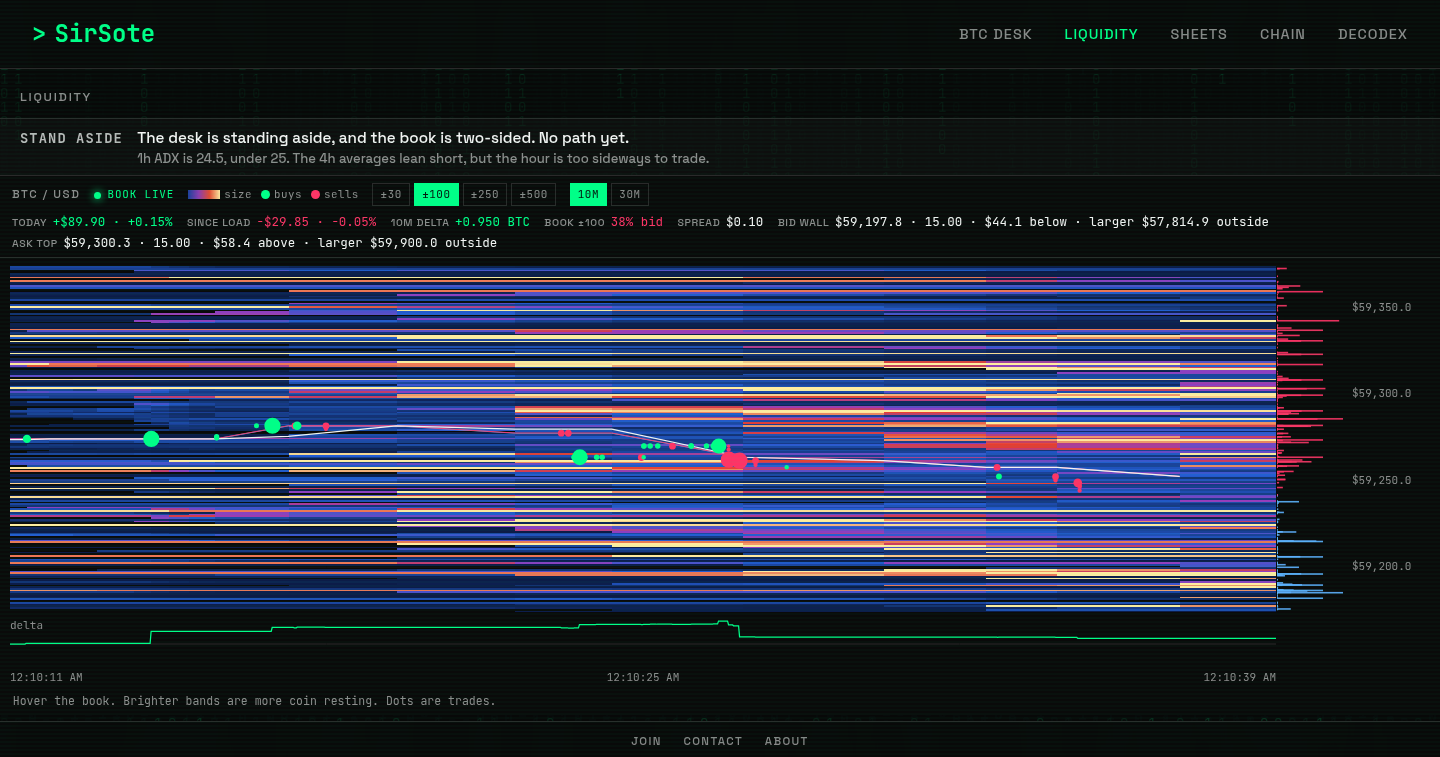 > SirSote
BTC DESK LIQUIDITY SHEETS CHAIN DECODEX
LIQUIDITY
STAND ASIDE The desk is standing aside, and the book is two-sided. No path yet.
1h ADX is 24.5, under 25. The 4h averages lean short, but the hour is too sideways to trade.
BTC / USD BOOK LIVE size buys sells ±30 ±100 ±250 ±500 10M 30M
TODAY +$89.90 · +0.15% SINCE LOAD -$29.85 · -0.05% 10M DELTA +0.950 BTC BOOK ±100 38% bid SPREAD $0.10 BID WALL $59,197.8 · 15.00 · $44.1 below · larger $57,814.9 outside
ASK TOP $59,300.3 · 15.00 · $58.4 above · larger $59,900.0 outside
$59,350.0
$59,300.0
$59,250.0
$59,200.0
delta
12:10:11 AM 12:10:25 AM 12:10:39 AM
Hover the book. Brighter bands are more coin resting. Dots are trades.
JOIN CONTACT ABOUT